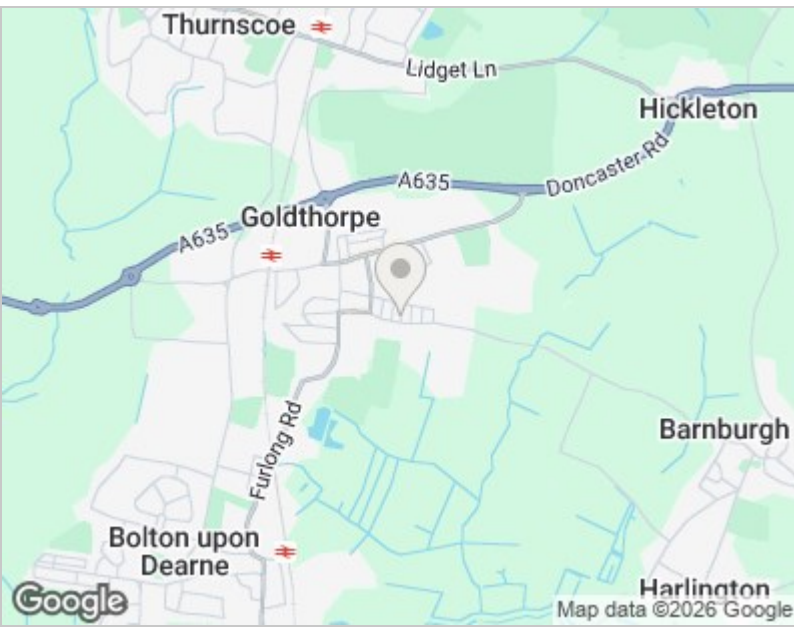 Thurnscoe
Lidget Ln
Hickleton
Doncaster Rd
A635
Goldthorpe
A635
Furlong Rd
Barnburgh
Bolton upon
Dearne
Harlington
Google
Map data ©2026 Google